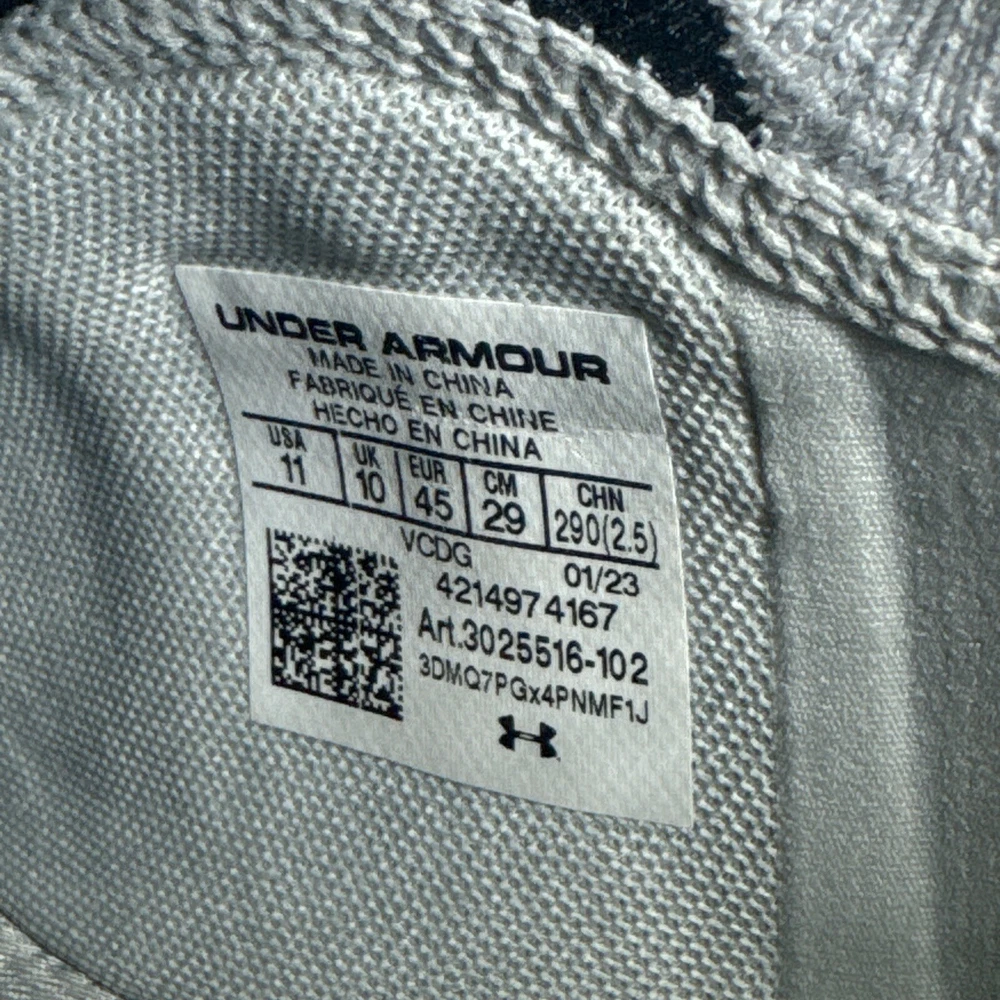 UNDER ARMOUR
MADE IN CHINA
FABRIQUÉ EN CHINE
HECHO EN CHINA
USA UK EUR CM CHN
11 10 45 29 290(2.5)
VCDG 01/23
4214974167
Art.3025516-102
3DMQ7PGx4PNMF1J